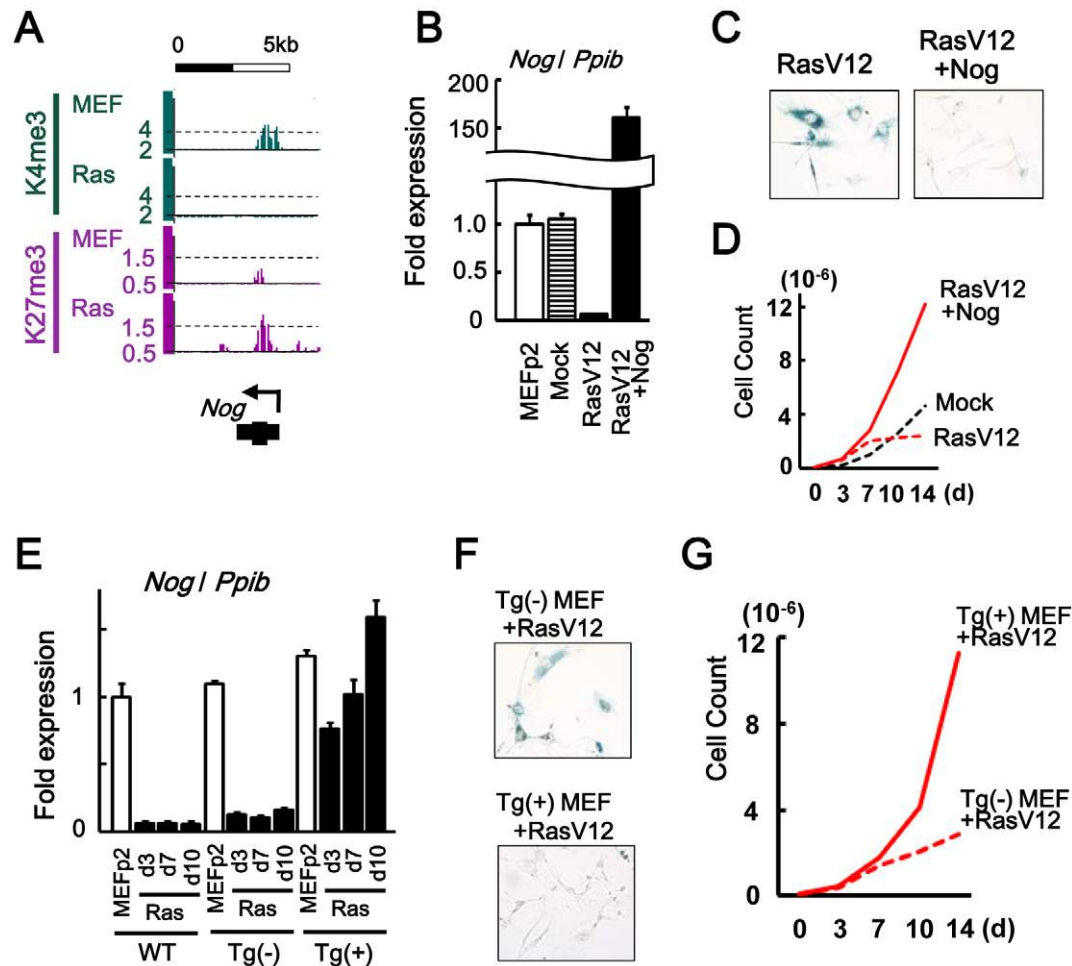 A
0 5kb
K4me3
MEF
4
2
Ras
4
2
K27me3
MEF
1.5
0.5
Ras
1.5
0.5
Nog
B
Nog / Ppib
Fold expression
200
150
1.0
0.5
0
MEFp2
Mock
RasV12
RasV12
+Nog
C
RasV12
RasV12
+Nog
D
(10-6)
Cell Count
12
8
4
0
0 3 7 10 14 (d)
RasV12
+Nog
Mock
RasV12
E
Nog / Ppib
Fold expression
1
0
MEFp2 d3 d7 d10 MEFp2 d3 d7 d10 MEFp2 d3 d7 d10
Ras Ras Ras
WT Tg(-) Tg(+)
F
Tg(-) MEF
+RasV12
Tg(+) MEF
+RasV12
G
(10-6)
Cell Count
12
8
4
0
0 3 7 10 14 (d)
Tg(+) MEF
+RasV12
Tg(-) MEF
+RasV12